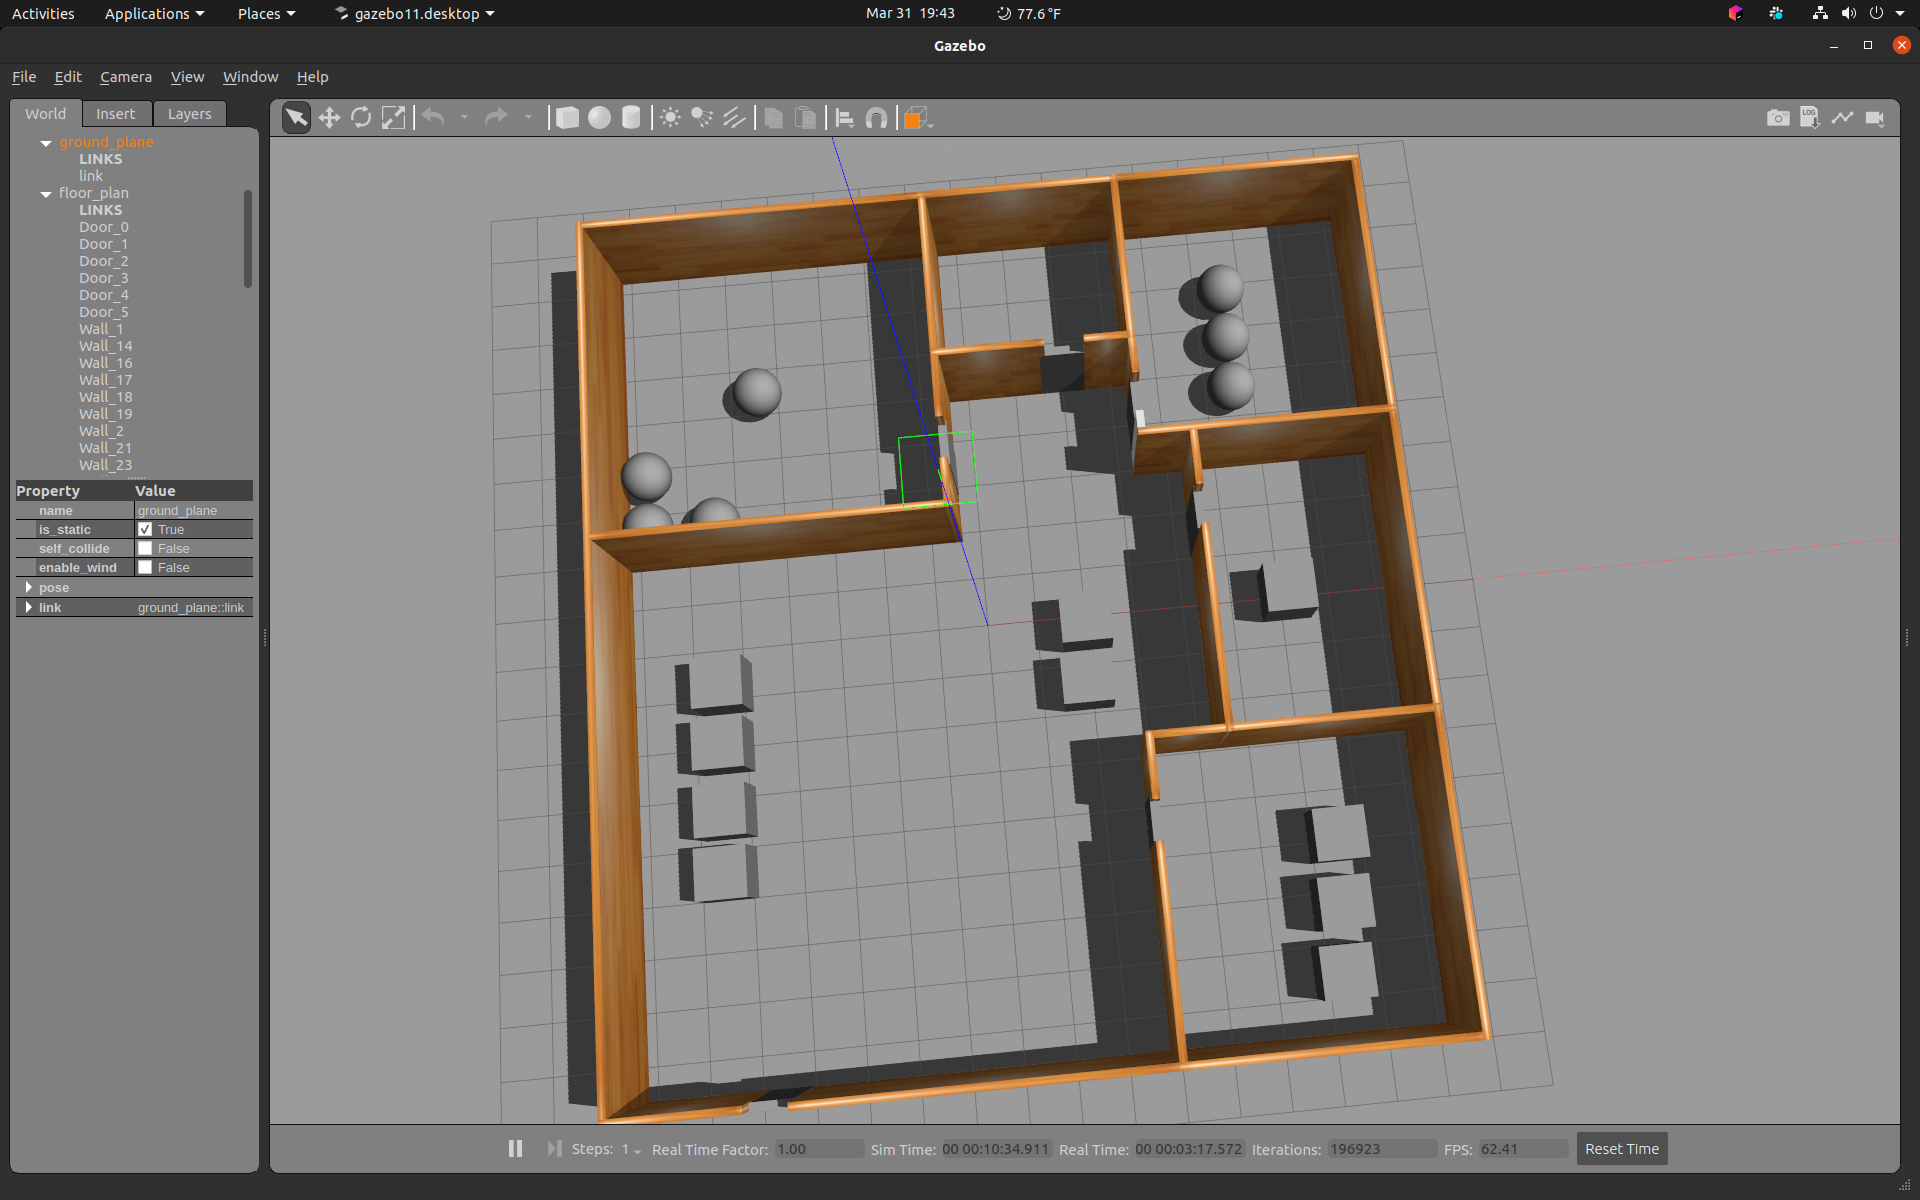 Activities Applications Places gazebo11.desktop Mar 31 19:43 77.6 °F
Gazebo
File Edit Camera View Window Help
World Insert Layers
LOG
ground_plane
LINKS
link
floor_plan
LINKS
Door_0
Door_1
Door_2
Door_3
Door_4
Door_5
Wall_1
Wall_14
Wall_16
Wall_17
Wall_18
Wall_19
Wall_2
Wall_21
Wall_23
Property Value
name ground_plane
is_static True
self_collide False
enable_wind False
pose
link ground_plane::link
Steps: 1 Real Time Factor: 1.00 Sim Time: 00 00:10:34.911 Real Time: 00 00:03:17.572 Iterations: 196923 FPS: 62.41 Reset Time